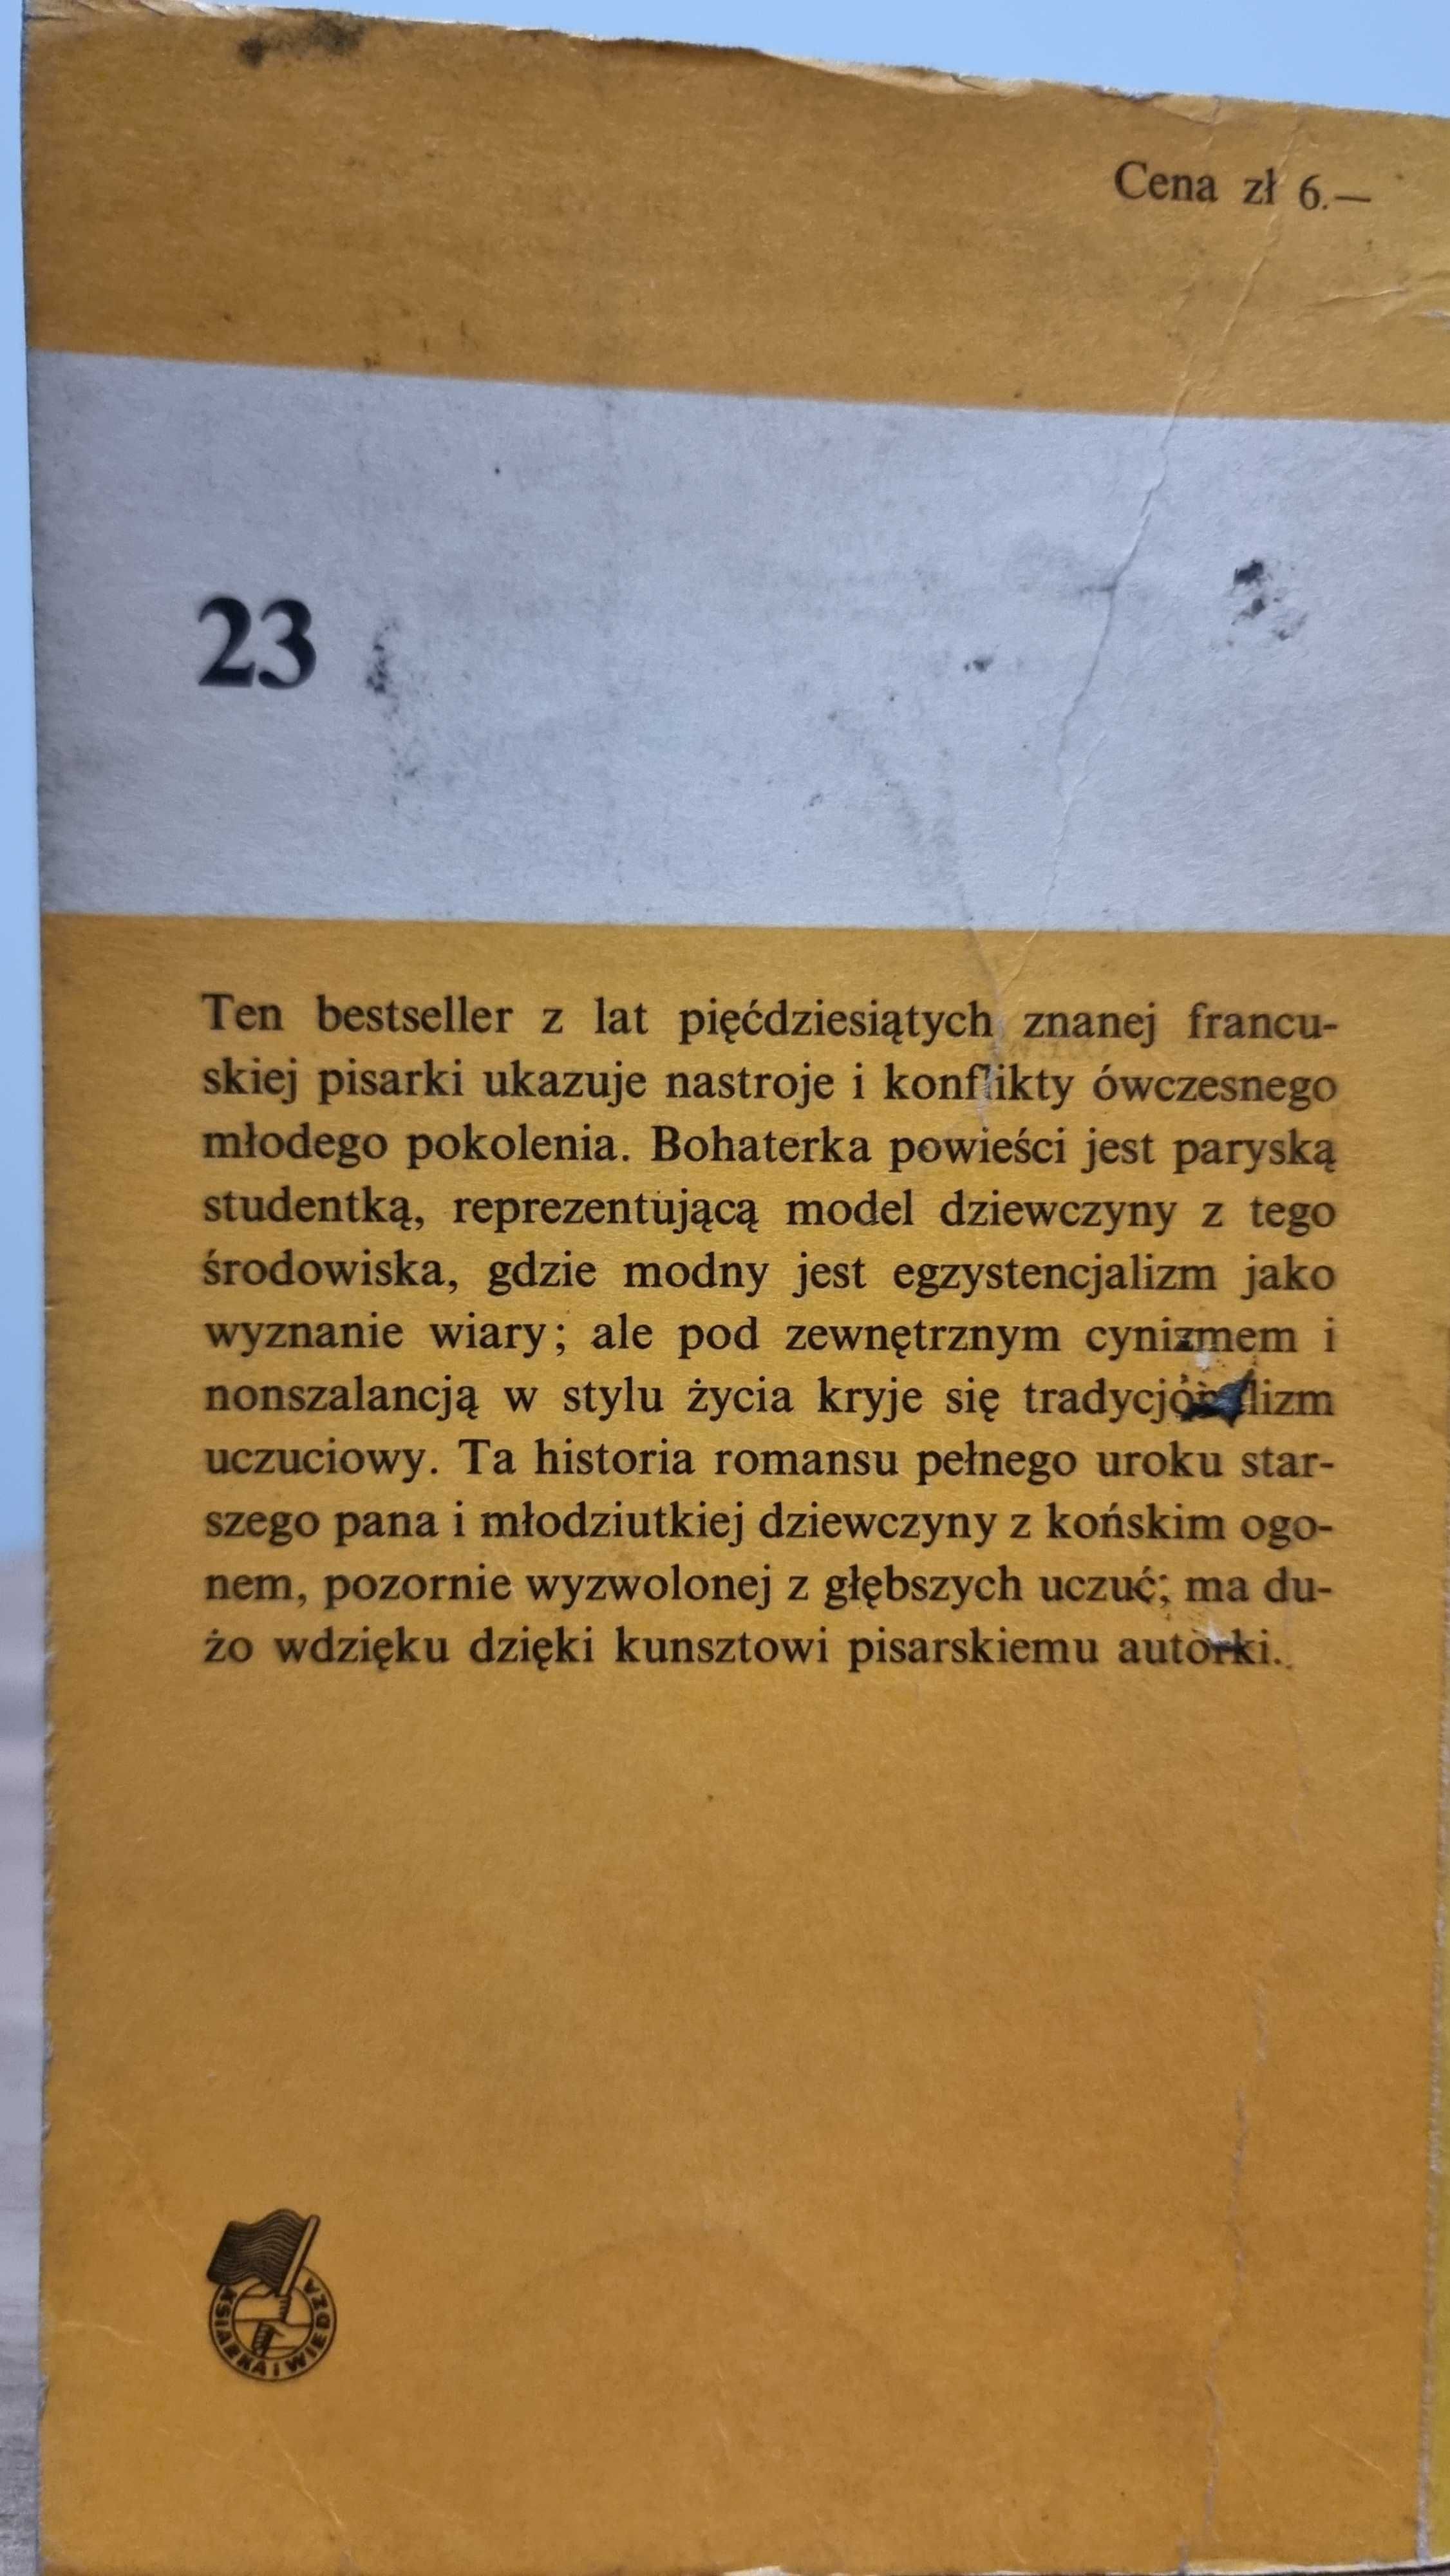 Cena zł 6.—
23
Ten bestseller z lat pięćdziesiątych znanej francu-
skiej pisarki ukazuje nastroje i konflikty ówczesnego
młodego pokolenia. Bohaterka powieści jest paryską
studentką, reprezentującą model dziewczyny z tego
środowiska, gdzie modny jest egzystencjalizm jako
wyznanie wiary; ale pod zewnętrznym cynizmem i
nonszalancją w stylu życia kryje się tradycjonalizm
uczuciowy. Ta historia romansu pełnego uroku star-
szego pana i młodziutkiej dziewczyny z końskim ogo-
nem, pozornie wyzwolonej z głębszych uczuć; ma du-
żo wdzięku dzięki kunsztowi pisarskiemu autorki.
KSIĄŻKA I WIEDZA